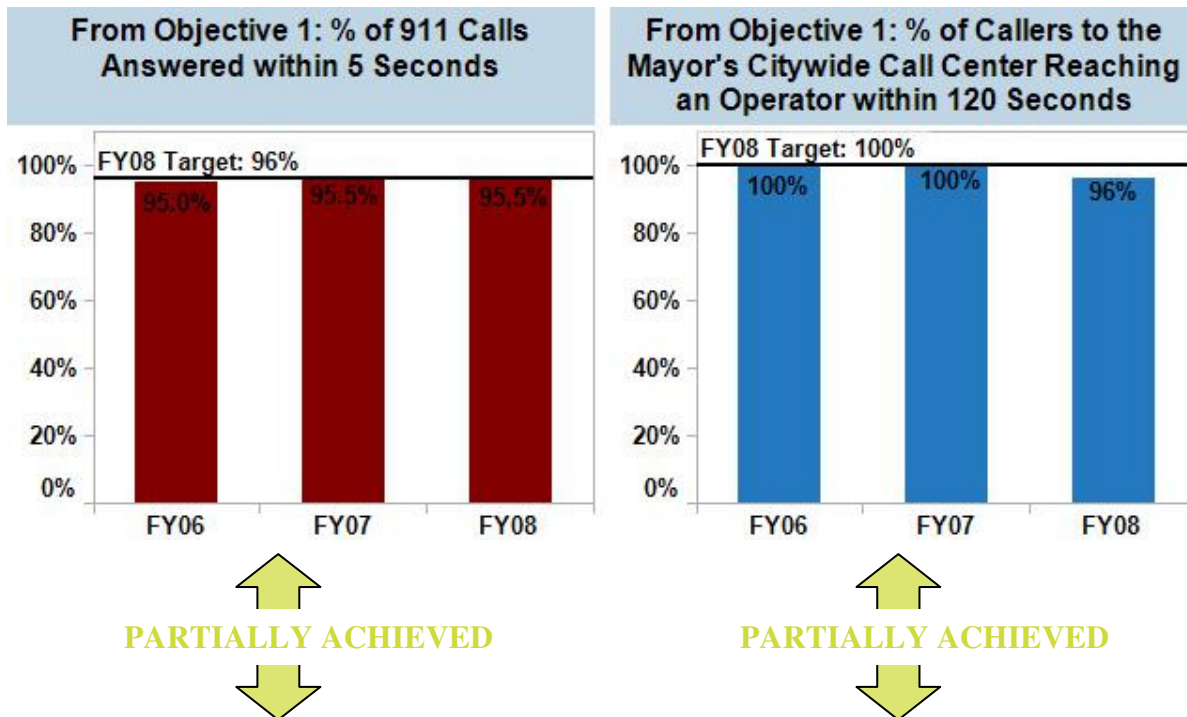 From Objective 1: % of 911 Calls
Answered within 5 Seconds
FY08 Target: 96%
100%
80%
60%
40%
20%
0%
95.0%
95.5%
95.5%
FY06
FY07
FY08
PARTIALLY ACHIEVED
From Objective 1: % of Callers to the
Mayor's Citywide Call Center Reaching
an Operator within 120 Seconds
FY08 Target: 100%
100%
80%
60%
40%
20%
0%
100%
100%
96%
FY06
FY07
FY08
PARTIALLY ACHIEVED